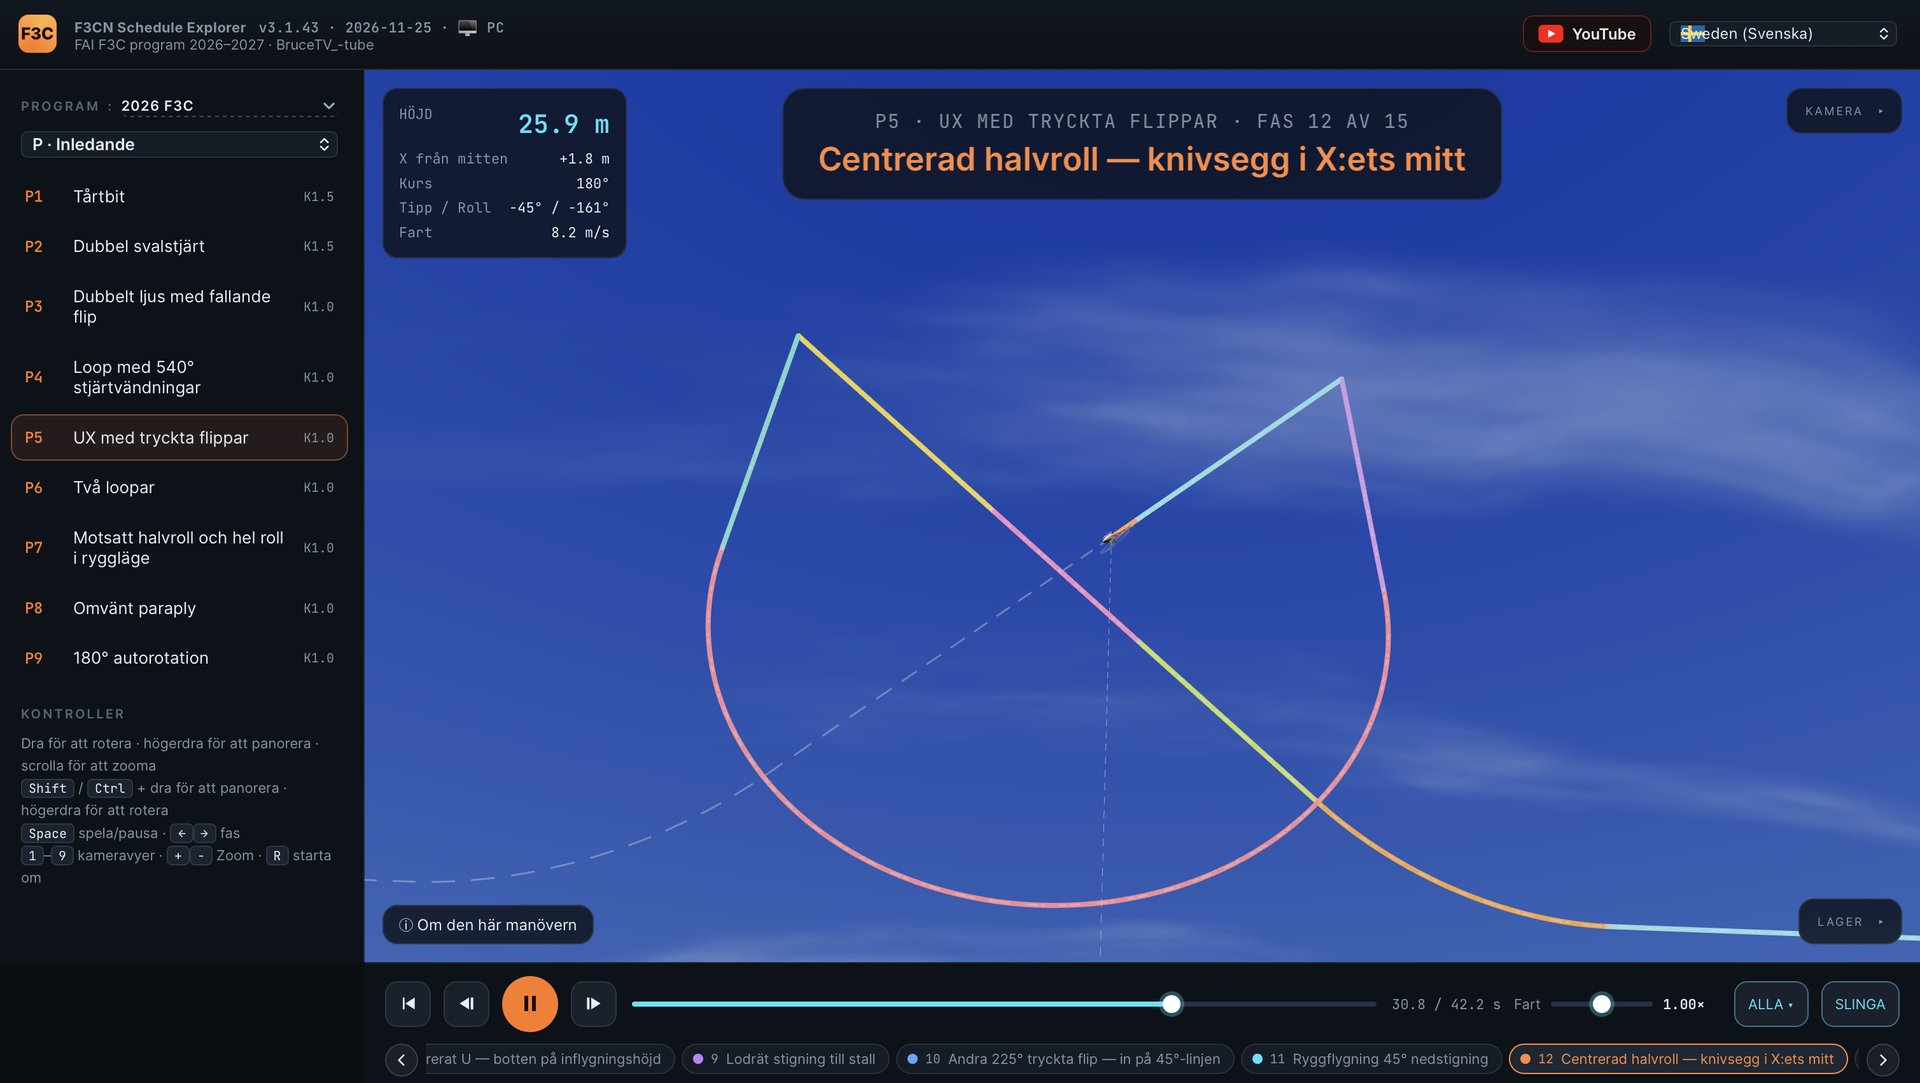 F3C
F3CN Schedule Explorer v3.1.43 · 2026-11-25 · PC
FAI F3C program 2026–2027 · BruceTV_-tube
YouTube
Sweden (Svenska)
PROGRAM : 2026 F3C
P · Inledande
P1 Tårtbit K1.5
P2 Dubbel svalstjärt K1.5
P3 Dubbelt ljus med fallande
flip K1.0
P4 Loop med 540°
stjärtvändningar K1.0
P5 UX med tryckta flippar K1.0
P6 Två loopar K1.0
P7 Motsatt halvroll och hel roll
i ryggläge K1.0
P8 Omvänt paraply K1.0
P9 180° autorotation K1.0
KONTROLLER
Dra för att rotera · högerdra för att panorera ·
scrolla för att zooma
Shift / Ctrl + dra för att panorera ·
högerdra för att rotera
Space spela/pausa · ← → fas
1 – 9 kameravyer · + - Zoom · R starta
om
HÖJD 25.9 m
X från mitten +1.8 m
Kurs 180°
Tipp / Roll -45° / -161°
Fart 8.2 m/s
P5 · UX MED TRYCKTA FLIPPAR · FAS 12 AV 15
Centrerad halvroll — knivsegg i X:ets mitt
KAMERA ▸
ⓘ Om den här manövern
LAGER ▸
30.8 / 42.2 s Fart 1.00×
ALLA ▾
SLINGA
rerat U — botten på inflygningshöjd
9 Lodrät stigning till stall
10 Andra 225° tryckta flip — in på 45°-linjen
11 Ryggflygning 45° nedstigning
12 Centrerad halvroll — knivsegg i X:ets mitt